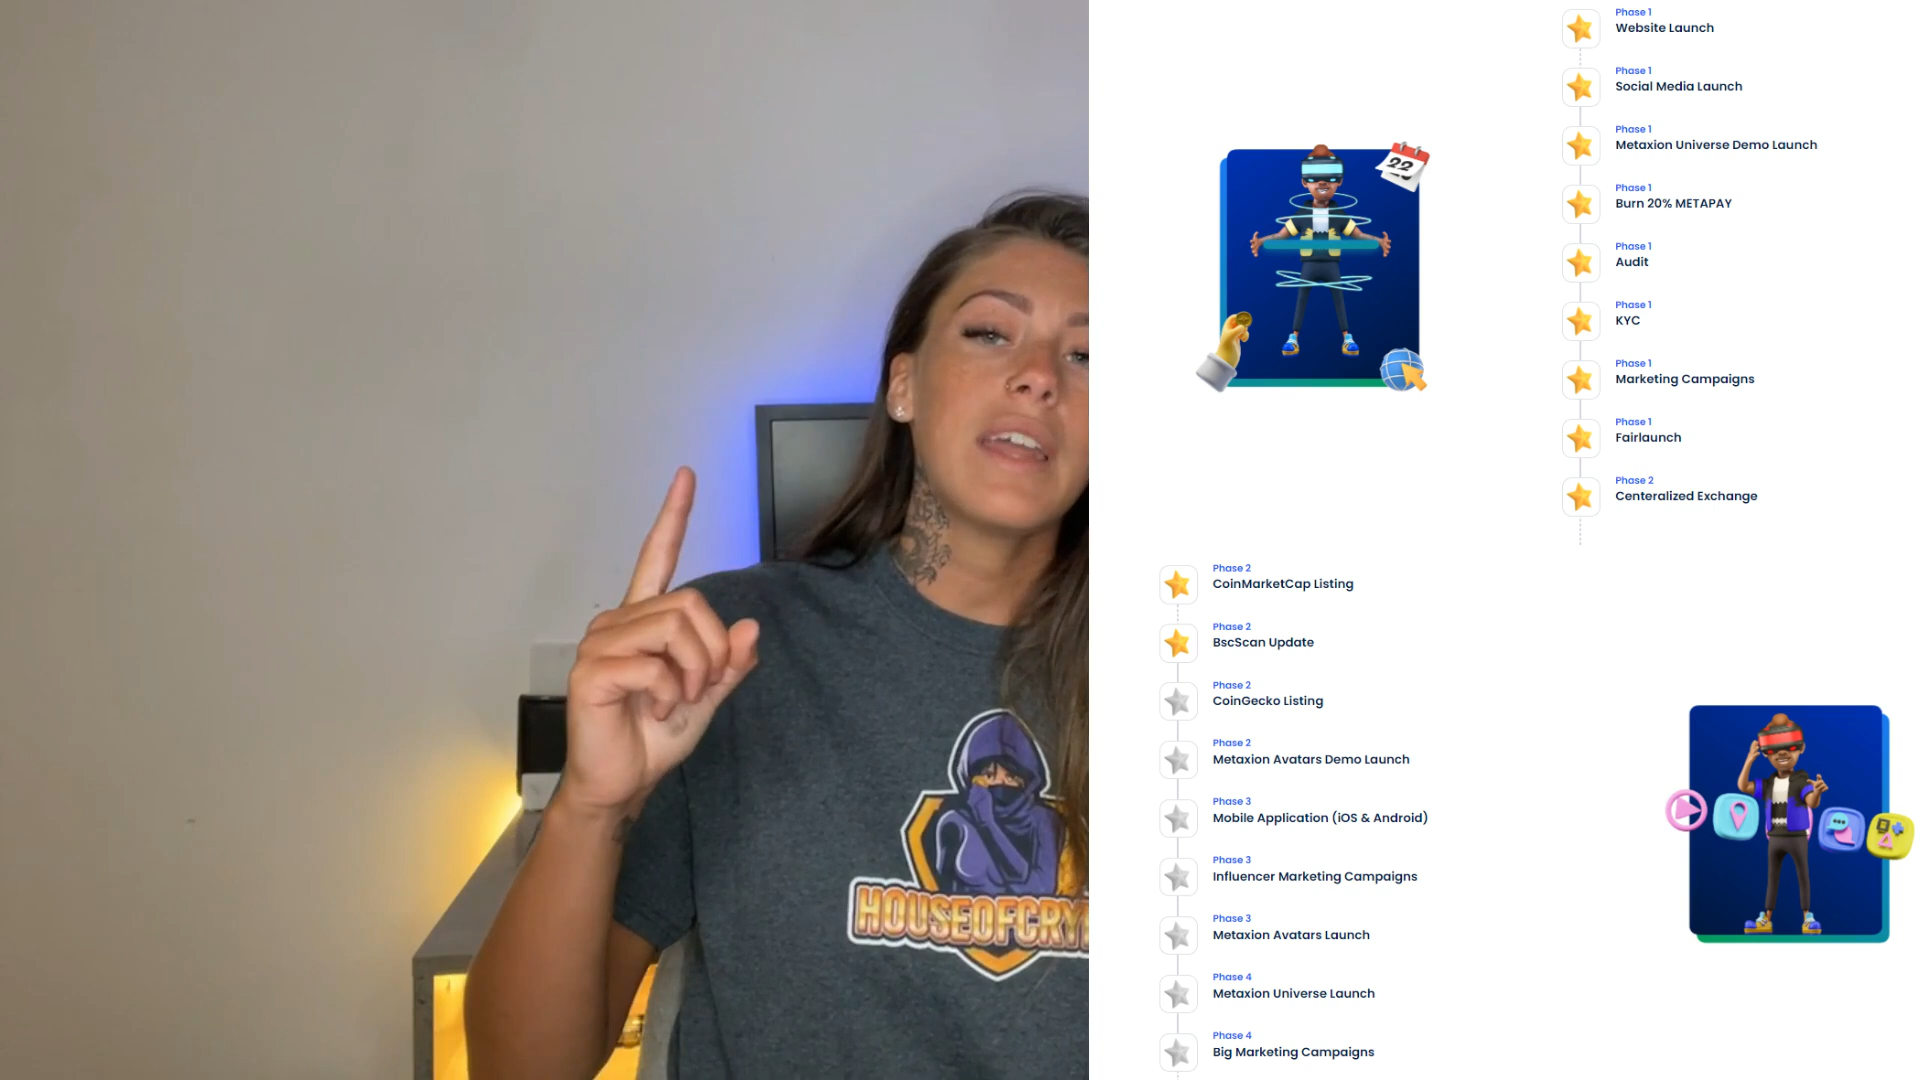 Phase 1
Website Launch
Phase 1
Social Media Launch
Phase 1
Metaxion Universe Demo Launch
Phase 1
Burn 20% METAPAY
Phase 1
Audit
Phase 1
KYC
Phase 1
Marketing Campaigns
Phase 1
Fairlaunch
Phase 2
Centeralized Exchange
22
Phase 2
CoinMarketCap Listing
Phase 2
BscScan Update
Phase 2
CoinGecko Listing
Phase 2
Metaxion Avatars Demo Launch
Phase 3
Mobile Application (iOS & Android)
Phase 3
Influencer Marketing Campaigns
Phase 3
Metaxion Avatars Launch
Phase 4
Metaxion Universe Launch
Phase 4
Big Marketing Campaigns
HOUSEOFCRY